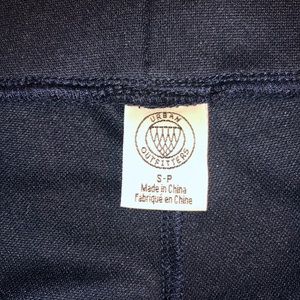 URBAN
OUTFITTERS
S-P
Made in China
Fabriqué en Chine